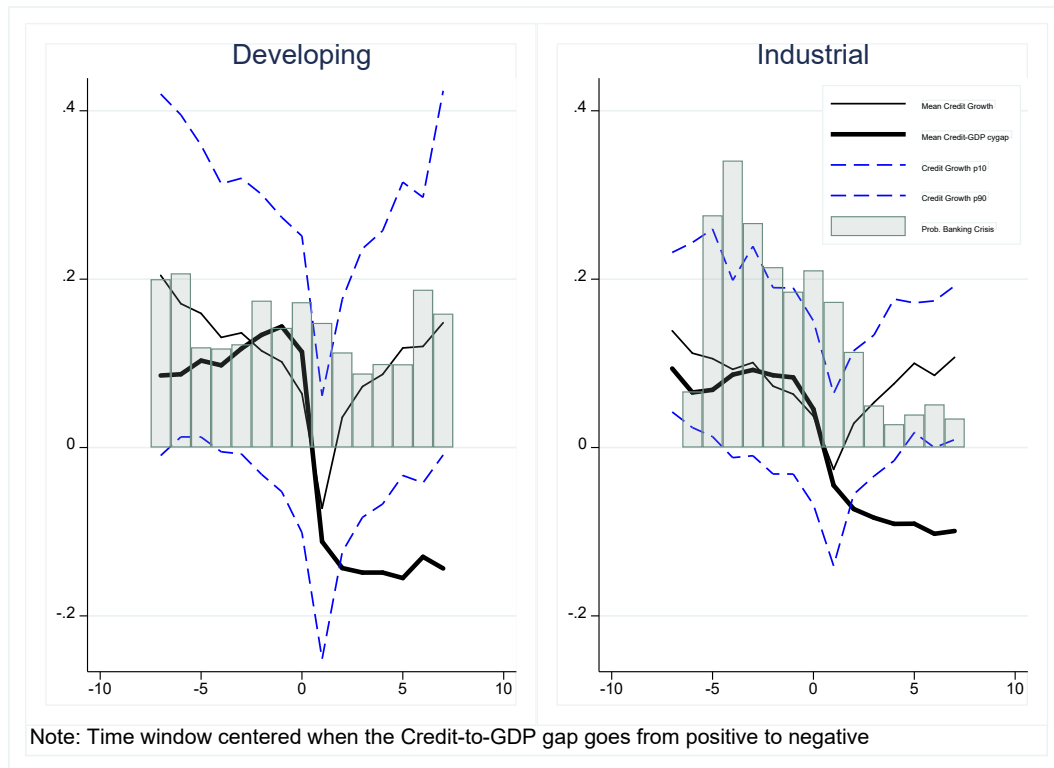 Developing
Industrial
.4
.2
0
-.2
-10
-5
0
5
10
.4
.2
0
-.2
-10
-5
0
5
10
Mean Credit Growth
Mean Credit-GDP cygap
Credit Growth p10
Credit Growth p90
Prob. Banking Crisis
Note: Time window centered when the Credit-to-GDP gap goes from positive to negative